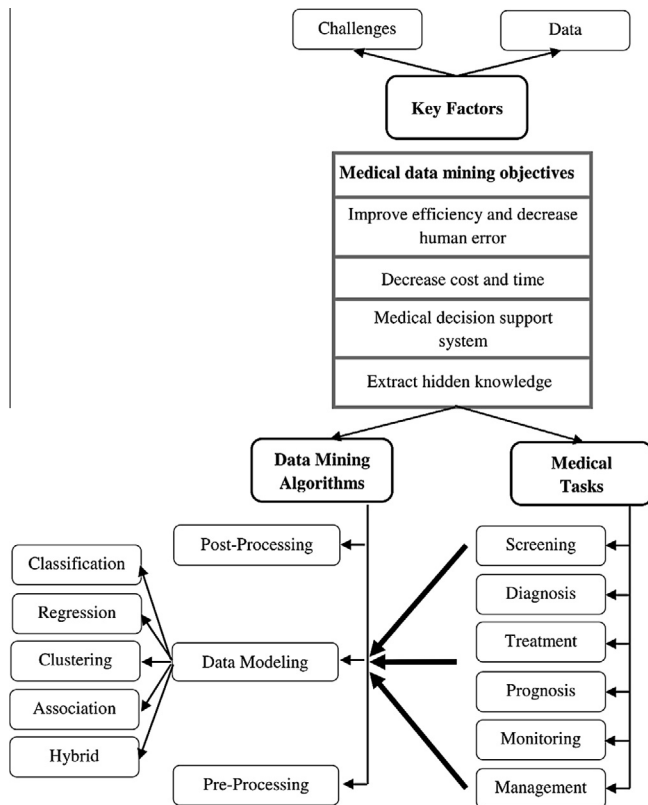 Challenges
Data
Key Factors
Medical data mining objectives
Improve efficiency and decrease
human error
Decrease cost and time
Medical decision support
system
Extract hidden knowledge
Data Mining
Algorithms
Medical
Tasks
Post-Processing
Data Modeling
Pre-Processing
Classification
Regression
Clustering
Association
Hybrid
Screening
Diagnosis
Treatment
Prognosis
Monitoring
Management